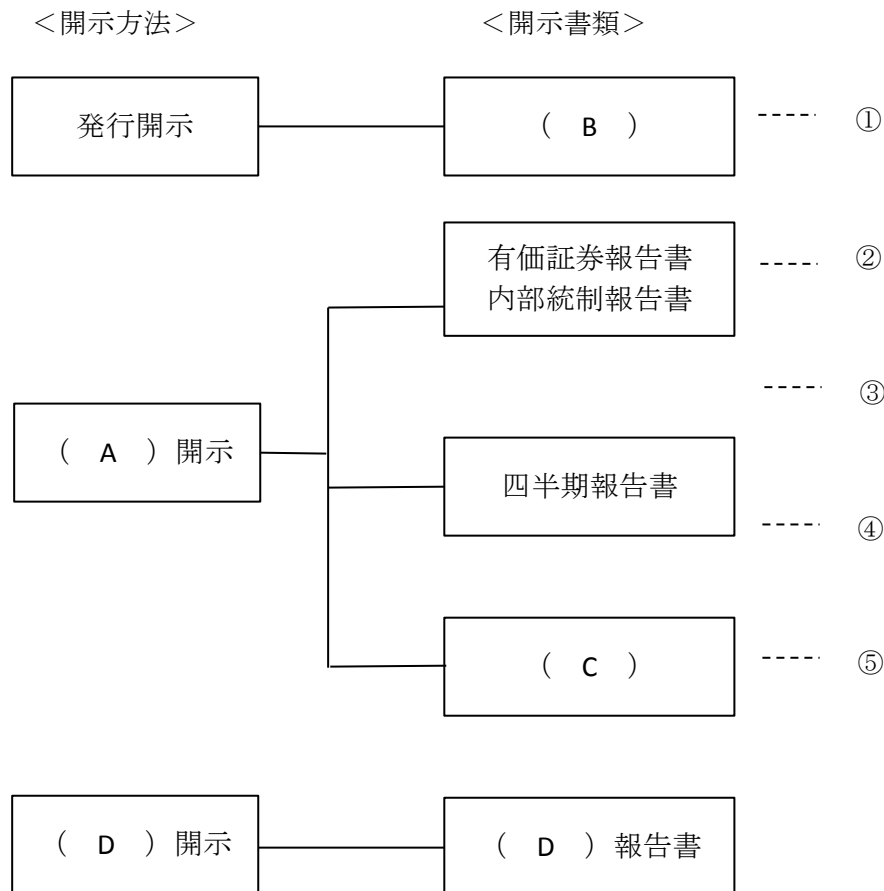 ＜開示方法＞ ＜開示書類＞
発行開示 （ B ） ①
有価証券報告書 ②
内部統制報告書
③
（ A ）開示 四半期報告書
④
（ C ） ⑤
（ D ）開示 （ D ）報告書